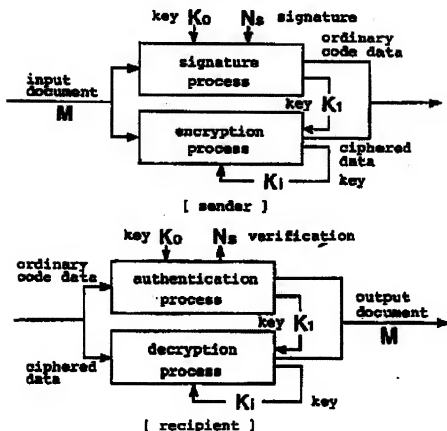 key K0 Ns signature
ordinary
code data
input
document
M
signature
process
key K1
encryption
process
ciphered
data
Ki
key
[ sender ]
key K0 Ns verification
ordinary
code data
authentication
process
output
document
M
key K1
ciphered
data
decryption
process
Ki
key
[ recipient ]